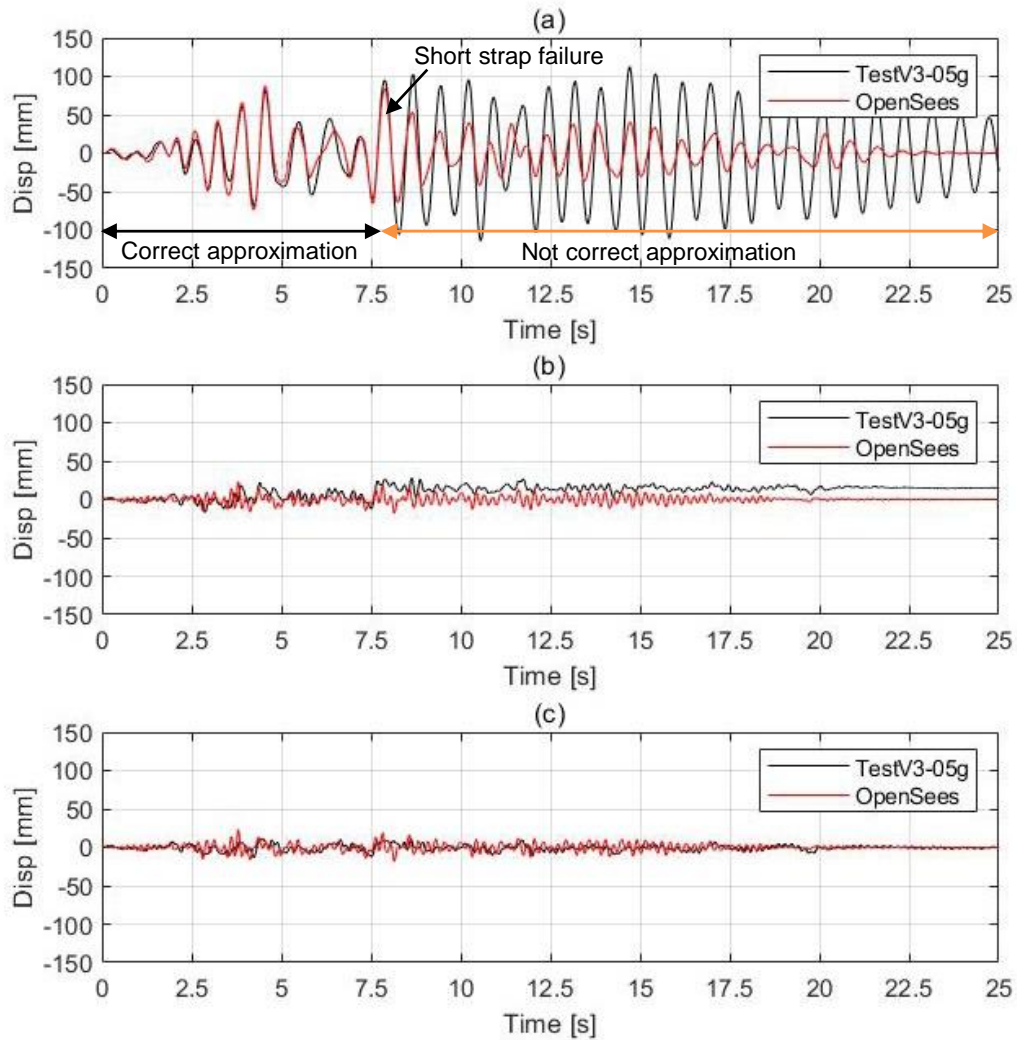 (a)
150
100
50
0
-50
-100
-150
Disp [mm]
Short strap failure
TestV3-05g
OpenSees
Correct approximation
Not correct approximation
0 2.5 5 7.5 10 12.5 15 17.5 20 22.5 25
Time [s]
(b)
150
100
50
0
-50
-100
-150
Disp [mm]
TestV3-05g
OpenSees
0 2.5 5 7.5 10 12.5 15 17.5 20 22.5 25
Time [s]
(c)
150
100
50
0
-50
-100
-150
Disp [mm]
TestV3-05g
OpenSees
0 2.5 5 7.5 10 12.5 15 17.5 20 22.5 25
Time [s]